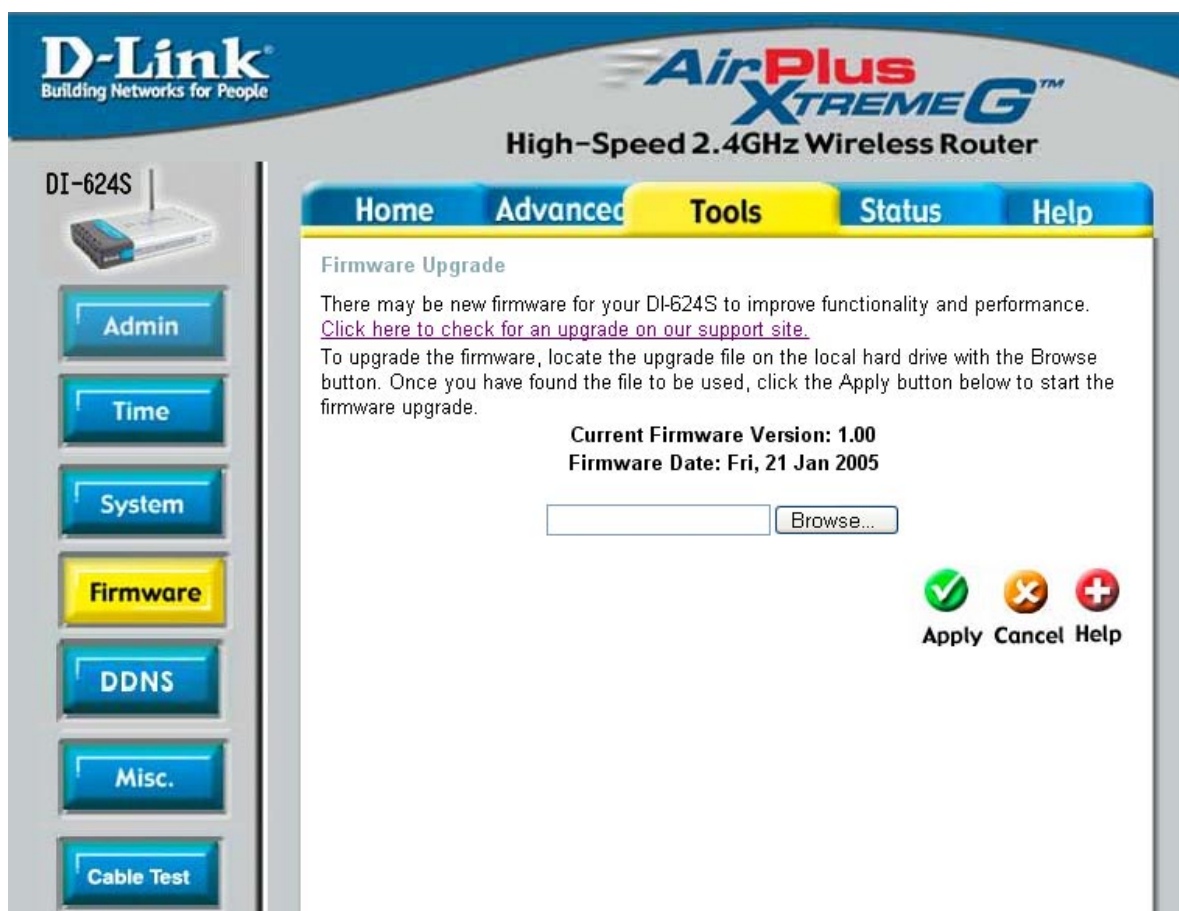 D-Link®
Building Networks for People
AirPlus
XTREME G™
High-Speed 2.4GHz Wireless Router
DI-624S
Home Advanced Tools Status Help
Admin
Time
System
Firmware
DDNS
Misc.
Cable Test
Firmware Upgrade
There may be new firmware for your DI-624S to improve functionality and performance.
Click here to check for an upgrade on our support site.
To upgrade the firmware, locate the upgrade file on the local hard drive with the Browse
button. Once you have found the file to be used, click the Apply button below to start the
firmware upgrade.
Current Firmware Version: 1.00
Firmware Date: Fri, 21 Jan 2005
Browse...
Apply Cancel Help